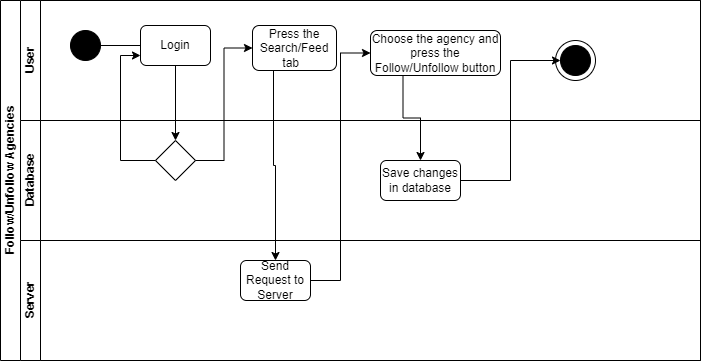 Follow/Unfollow Agencies
User
Login
Press the
Search/Feed
tab
Choose the agency and
press the
Follow/Unfollow button
Database
Save changes
in database
Server
Send
Request to
Server